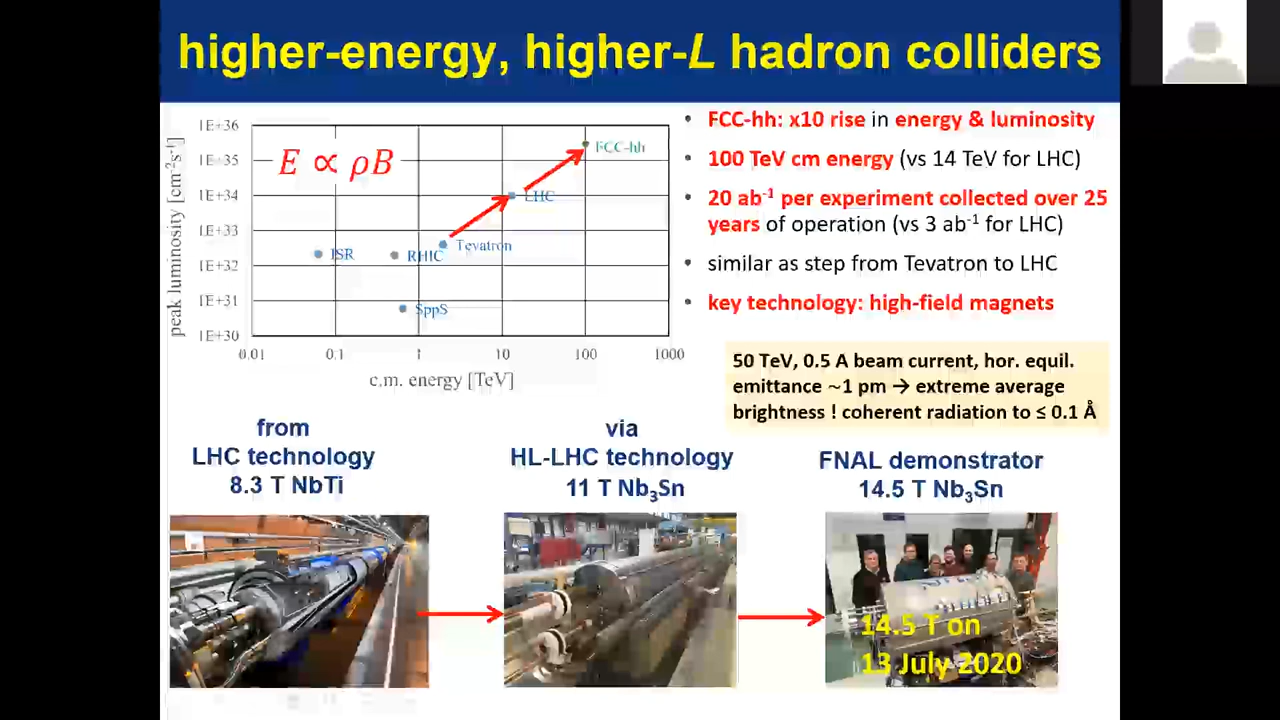 higher-energy, higher-L hadron colliders
peak luminosity [cm⁻²s⁻¹]
1E+36
1E+35
1E+34
1E+33
1E+32
1E+31
1E+30
E ∝ ρB
FCC-hh
LHC
Tevatron
ISR
RHIC
SppS
0.01 0.1 1 10 100 1000
c.m. energy [TeV]
• FCC-hh: x10 rise in energy & luminosity
• 100 TeV cm energy (vs 14 TeV for LHC)
• 20 ab⁻¹ per experiment collected over 25
years of operation (vs 3 ab⁻¹ for LHC)
• similar as step from Tevatron to LHC
• key technology: high-field magnets
50 TeV, 0.5 A beam current, hor. equil.
emittance ~1 pm → extreme average
brightness ! coherent radiation to ≤ 0.1 Å
from
LHC technology
8.3 T NbTi
via
HL-LHC technology
11 T Nb₃Sn
FNAL demonstrator
14.5 T Nb₃Sn
14.5 T on
13 July 2020